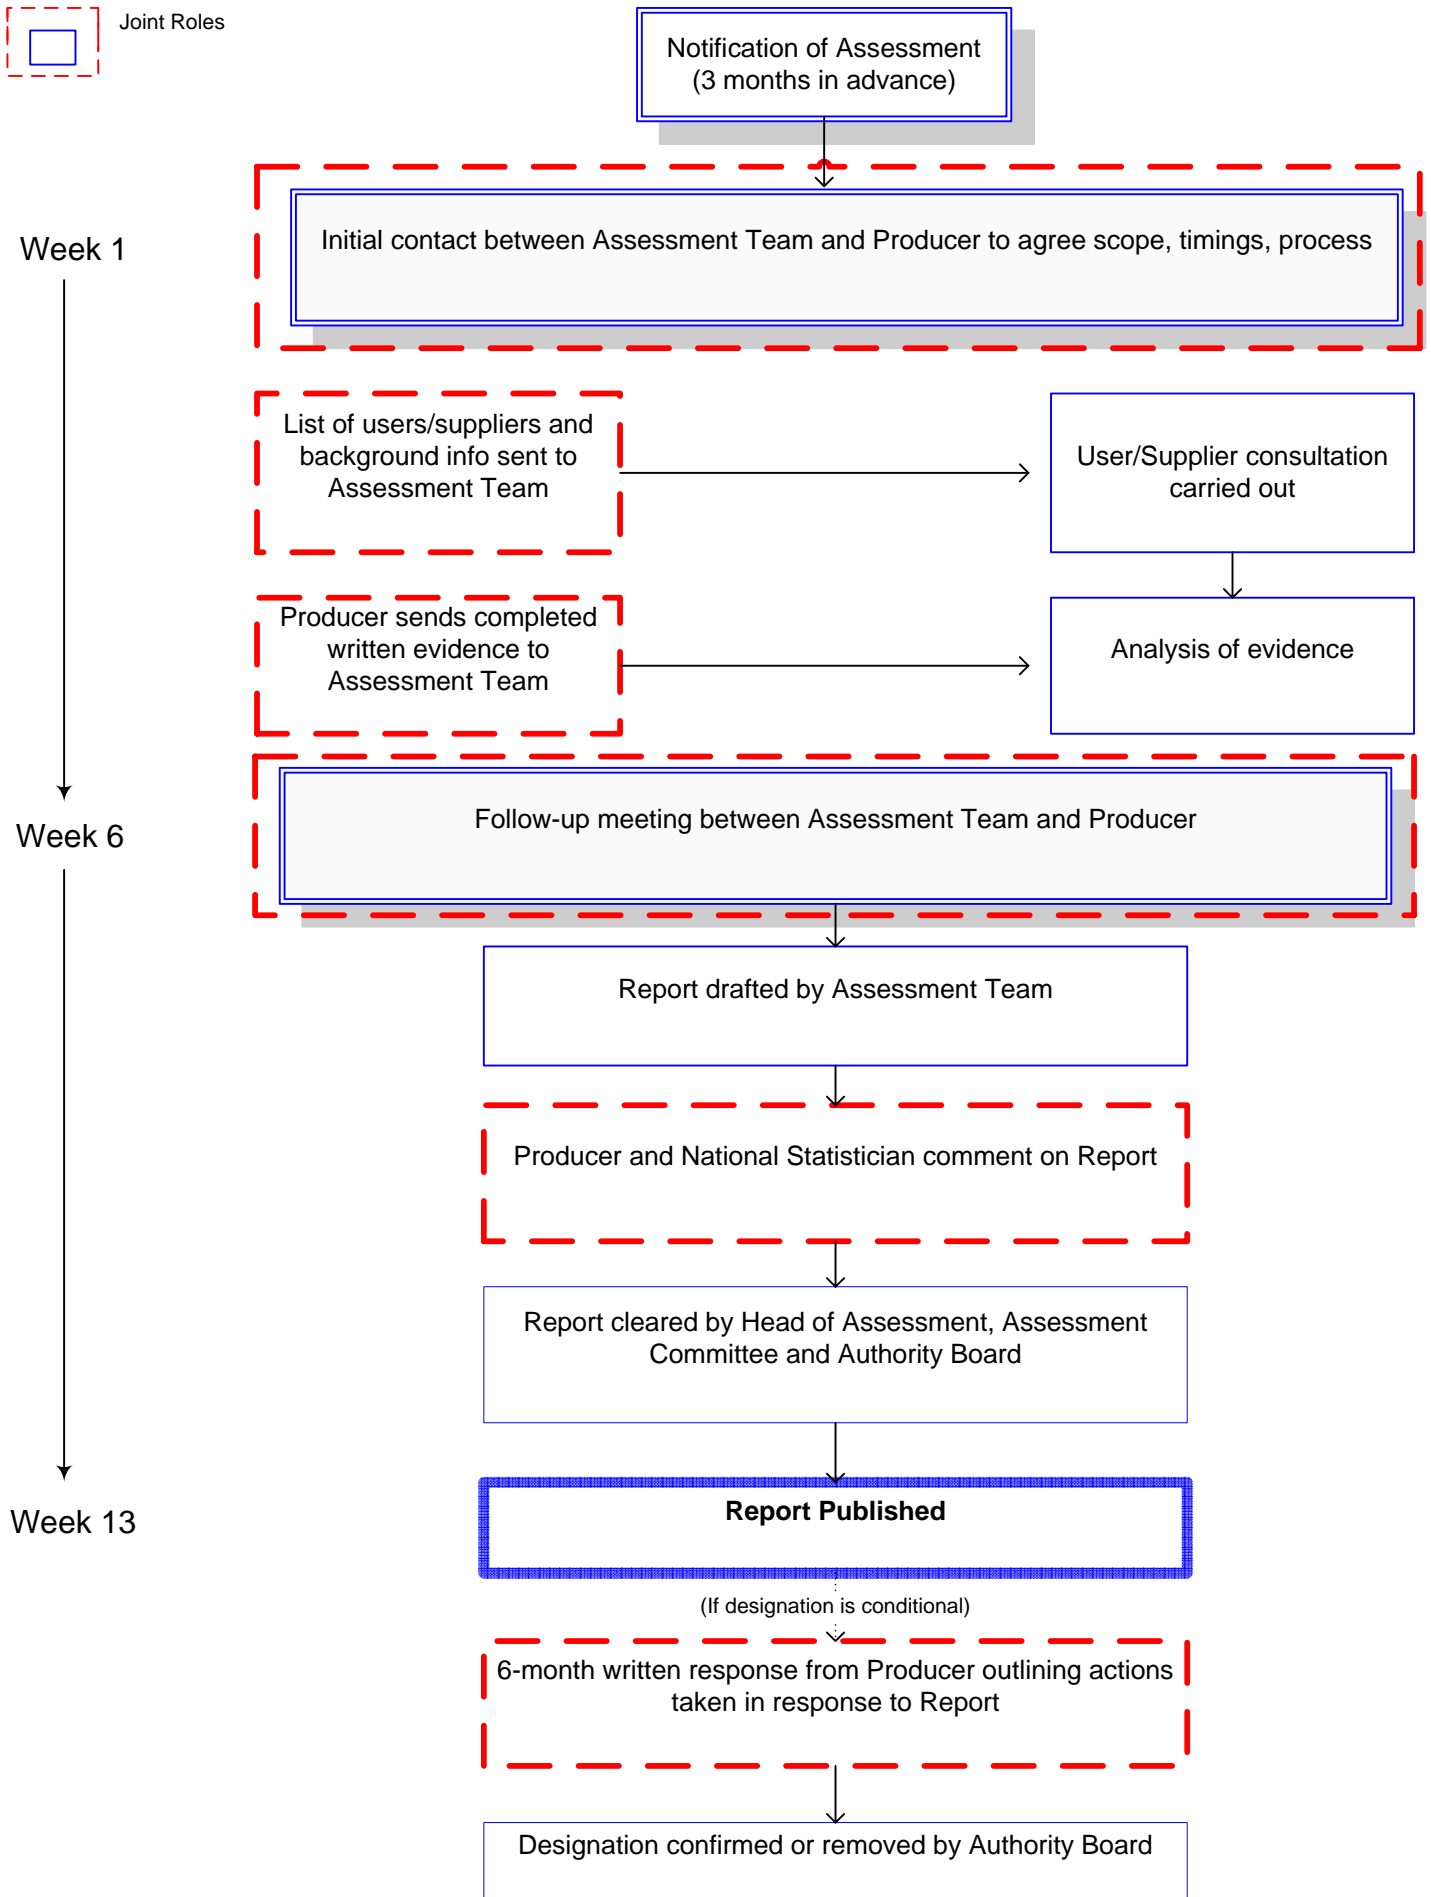 Joint Roles
Notification of Assessment
(3 months in advance)
Week 1
Initial contact between Assessment Team and Producer to agree scope, timings, process
List of users/suppliers and
background info sent to
Assessment Team
User/Supplier consultation
carried out
Producer sends completed
written evidence to
Assessment Team
Analysis of evidence
Week 6
Follow-up meeting between Assessment Team and Producer
Report drafted by Assessment Team
Producer and National Statistician comment on Report
Report cleared by Head of Assessment, Assessment
Committee and Authority Board
Week 13
Report Published
(If designation is conditional)
6-month written response from Producer outlining actions
taken in response to Report
Designation confirmed or removed by Authority Board